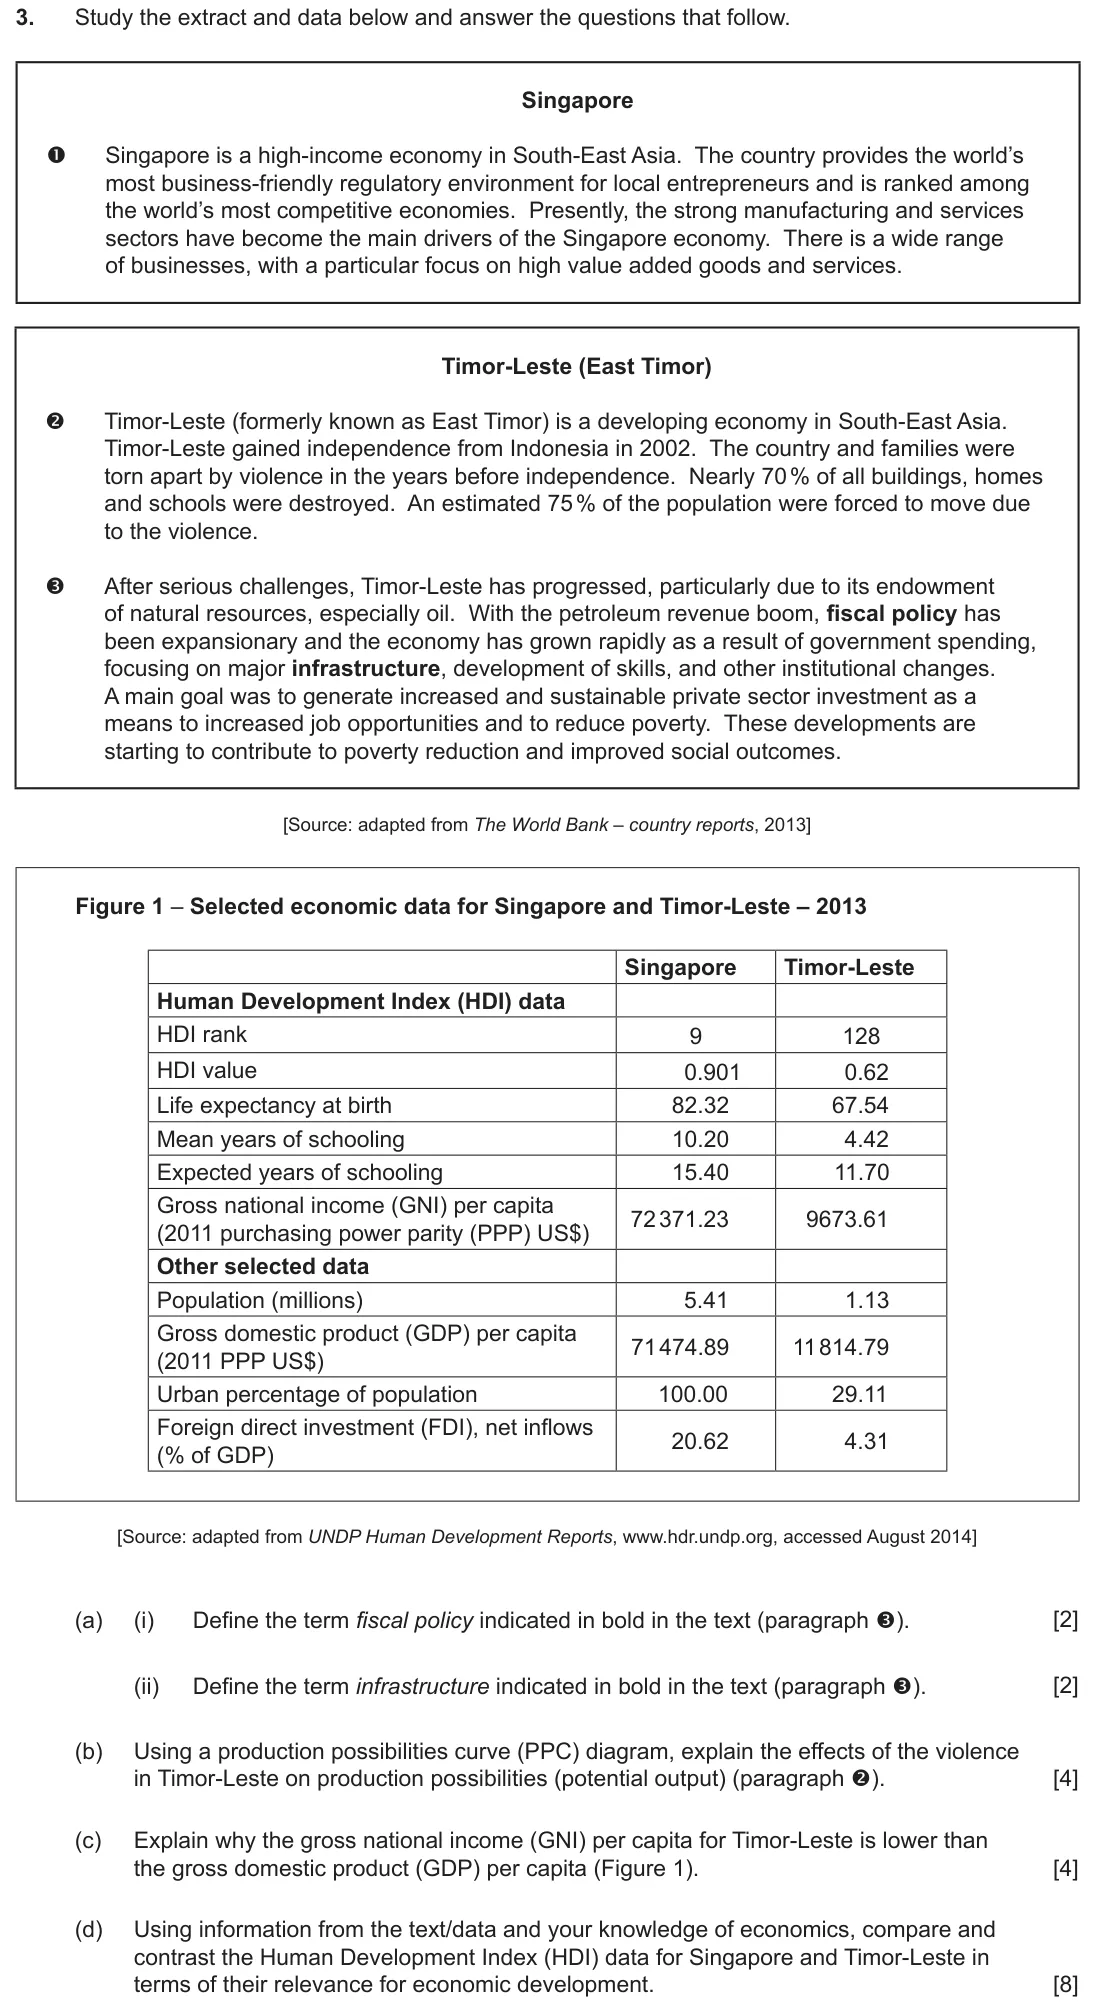 3. Study the extract and data below and answer the questions that follow.
Singapore
❶ Singapore is a high-income economy in South-East Asia. The country provides the world’s
most business-friendly regulatory environment for local entrepreneurs and is ranked among
the world’s most competitive economies. Presently, the strong manufacturing and services
sectors have become the main drivers of the Singapore economy. There is a wide range
of businesses, with a particular focus on high value added goods and services.
Timor-Leste (East Timor)
❷ Timor-Leste (formerly known as East Timor) is a developing economy in South-East Asia.
Timor-Leste gained independence from Indonesia in 2002. The country and families were
torn apart by violence in the years before independence. Nearly 70 % of all buildings, homes
and schools were destroyed. An estimated 75 % of the population were forced to move due
to the violence.
❸ After serious challenges, Timor-Leste has progressed, particularly due to its endowment
of natural resources, especially oil. With the petroleum revenue boom, fiscal policy has
been expansionary and the economy has grown rapidly as a result of government spending,
focusing on major infrastructure, development of skills, and other institutional changes.
A main goal was to generate increased and sustainable private sector investment as a
means to increased job opportunities and to reduce poverty. These developments are
starting to contribute to poverty reduction and improved social outcomes.
[Source: adapted from The World Bank – country reports, 2013]
Figure 1 – Selected economic data for Singapore and Timor-Leste – 2013
Singapore Timor-Leste
Human Development Index (HDI) data
HDI rank 9 128
HDI value 0.901 0.62
Life expectancy at birth 82.32 67.54
Mean years of schooling 10.20 4.42
Expected years of schooling 15.40 11.70
Gross national income (GNI) per capita
(2011 purchasing power parity (PPP) US$) 72 371.23 9673.61
Other selected data
Population (millions) 5.41 1.13
Gross domestic product (GDP) per capita
(2011 PPP US$) 71 474.89 11 814.79
Urban percentage of population 100.00 29.11
Foreign direct investment (FDI), net inflows
(% of GDP) 20.62 4.31
[Source: adapted from UNDP Human Development Reports, www.hdr.undp.org, accessed August 2014]
(a) (i) Define the term fiscal policy indicated in bold in the text (paragraph ❸). [2]
(ii) Define the term infrastructure indicated in bold in the text (paragraph ❸). [2]
(b) Using a production possibilities curve (PPC) diagram, explain the effects of the violence
in Timor-Leste on production possibilities (potential output) (paragraph ❷). [4]
(c) Explain why the gross national income (GNI) per capita for Timor-Leste is lower than
the gross domestic product (GDP) per capita (Figure 1). [4]
(d) Using information from the text/data and your knowledge of economics, compare and
contrast the Human Development Index (HDI) data for Singapore and Timor-Leste in
terms of their relevance for economic development. [8]